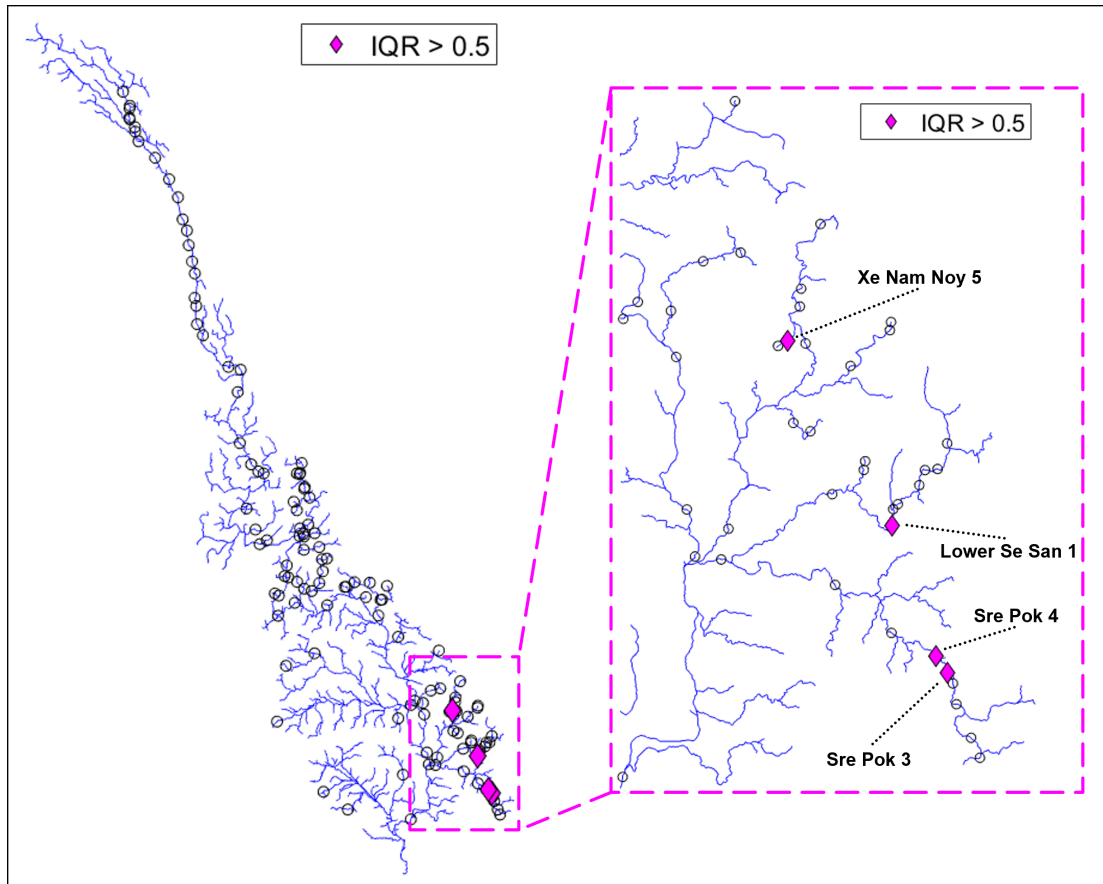 IQR > 0.5
IQR > 0.5
Xe Nam Noy 5
Lower Se San 1
Sre Pok 4
Sre Pok 3